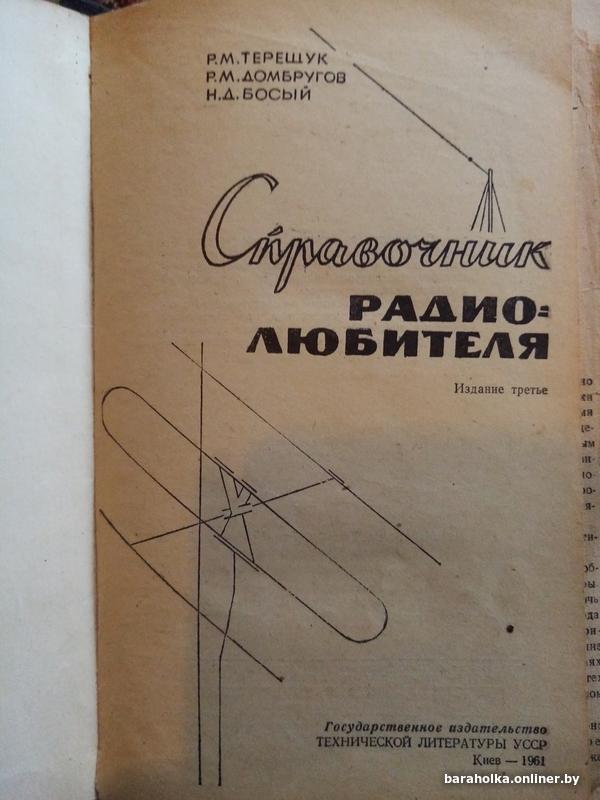 Р.М.ТЕРЕЩУК
Р.М.ДОМБРУГОВ
Н.Д.БОСЫЙ
Справочник
РАДИО-
ЛЮБИТЕЛЯ
Издание третье
Государственное издательство
ТЕХНИЧЕСКОЙ ЛИТЕРАТУРЫ УССР
Киев — 1961
baraholka.onliner.by